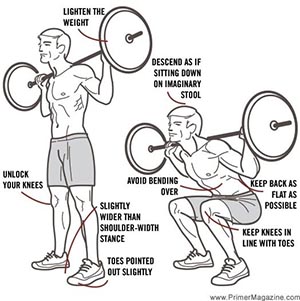 LIGHTEN THE
WEIGHT
DESCEND AS IF
SITTING DOWN
ON IMAGINARY
STOOL
UNLOCK
YOUR KNEES
AVOID BENDING
OVER
KEEP BACK AS
FLAT AS
POSSIBLE
SLIGHTLY
WIDER THAN
SHOULDER-WIDTH
STANCE
KEEP KNEES IN
LINE WITH TOES
TOES POINTED
OUT SLIGHTLY
www.PrimerMagazine.com